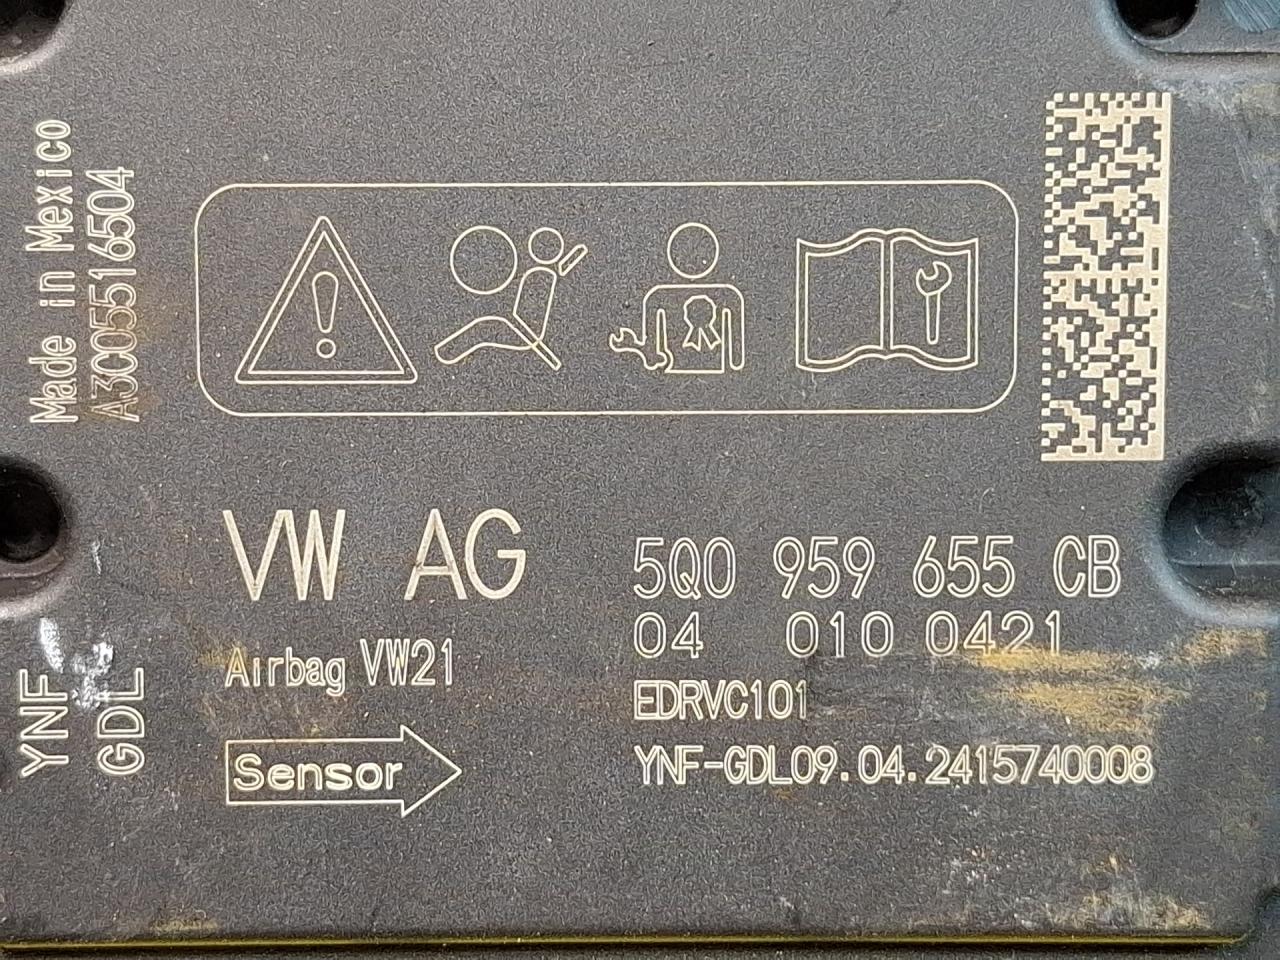 Made in Mexico
A3C05516504
VW AG
5Q0 959 655 CB
04 010 0421
Airbag VW21
EDRVC101
Sensor
YNF-GDL09.04.2415740008
YNF
GDL